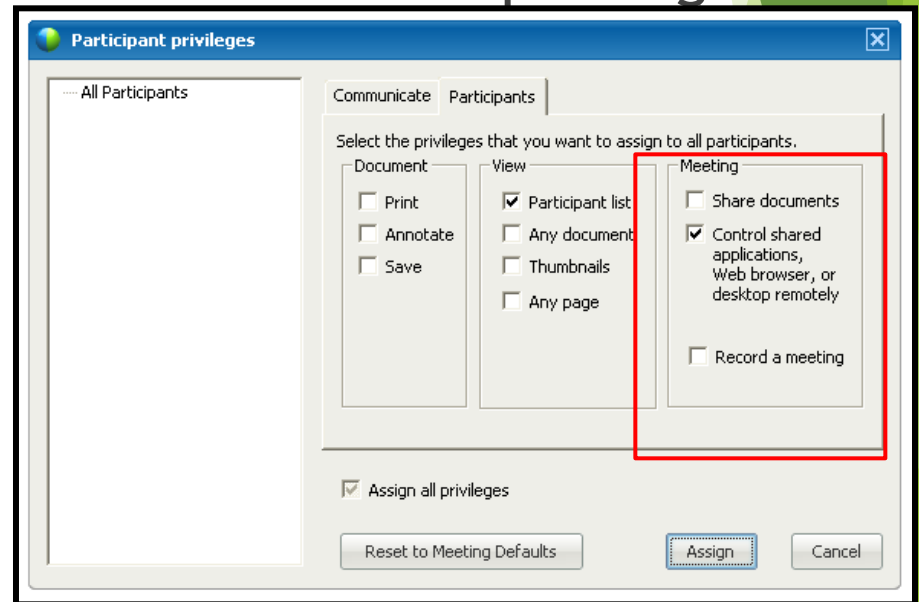 Participant privileges
All Participants
Communicate Participants
Select the privileges that you want to assign to all participants.
Document
Print
Annotate
Save
View
Participant list
Any document
Thumbnails
Any page
Meeting
Share documents
Control shared
applications,
Web browser, or
desktop remotely
Record a meeting
Assign all privileges
Reset to Meeting Defaults
Assign
Cancel